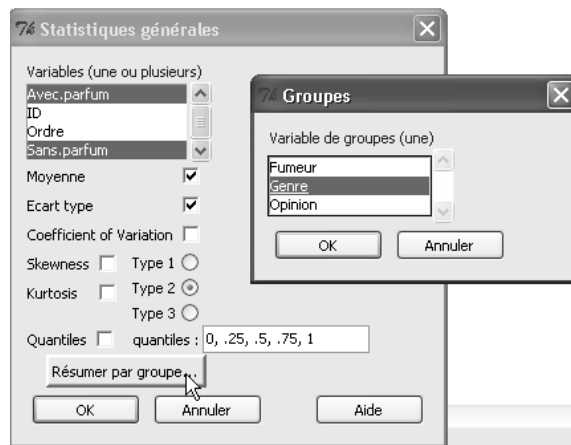 Statistiques générales
Variables (une ou plusieurs)
Avec.parfum
ID
Ordre
Sans.parfum
Moyenne
Ecart type
Coefficient of Variation
Skewness
Type 1
Kurtosis
Type 2
Type 3
Quantiles
quantiles :
0, .25, .5, .75, 1
Résumer par groupe...
OK
Annuler
Aide
Groupes
Variable de groupes (une)
Fumeur
Genre
Opinion
OK
Annuler